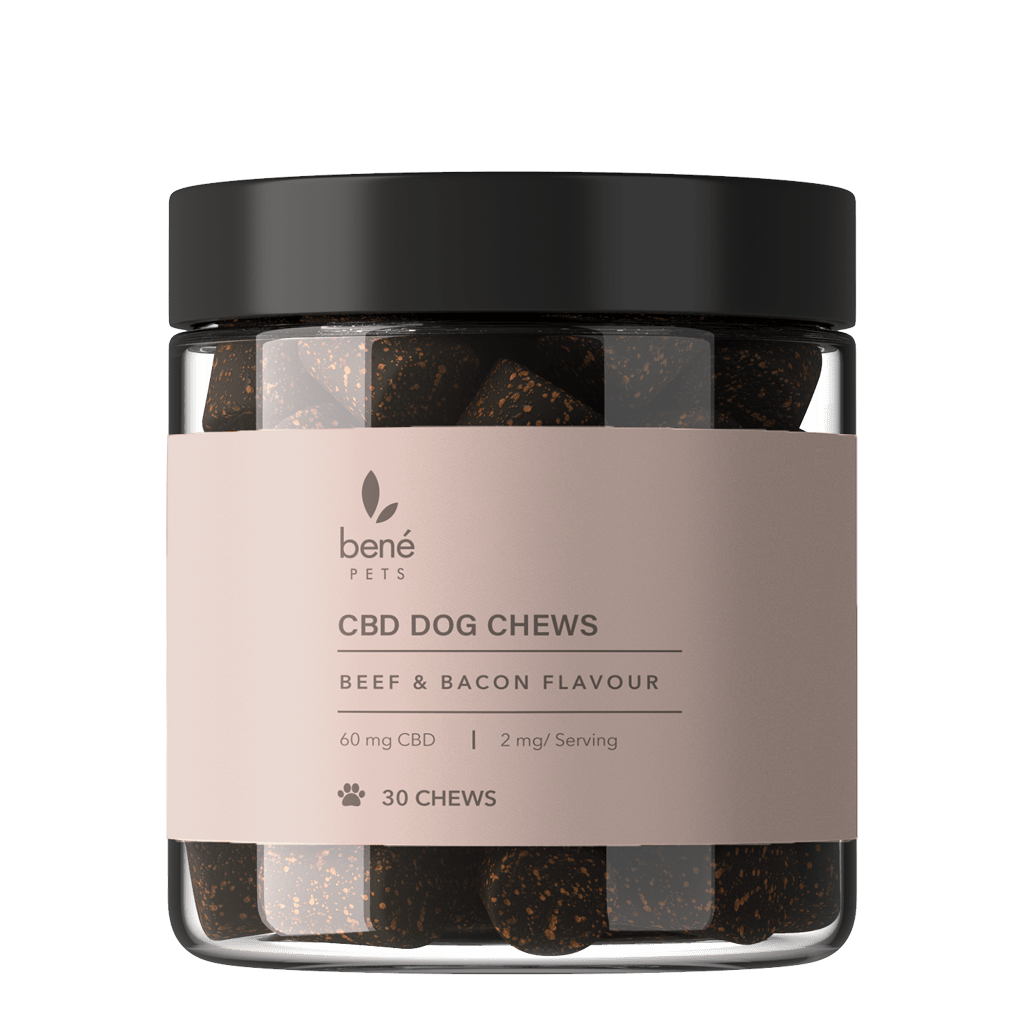 bené
PETS
CBD DOG CHEWS
BEEF & BACON FLAVOUR
60 mg CBD | 2 mg/ Serving
30 CHEWS